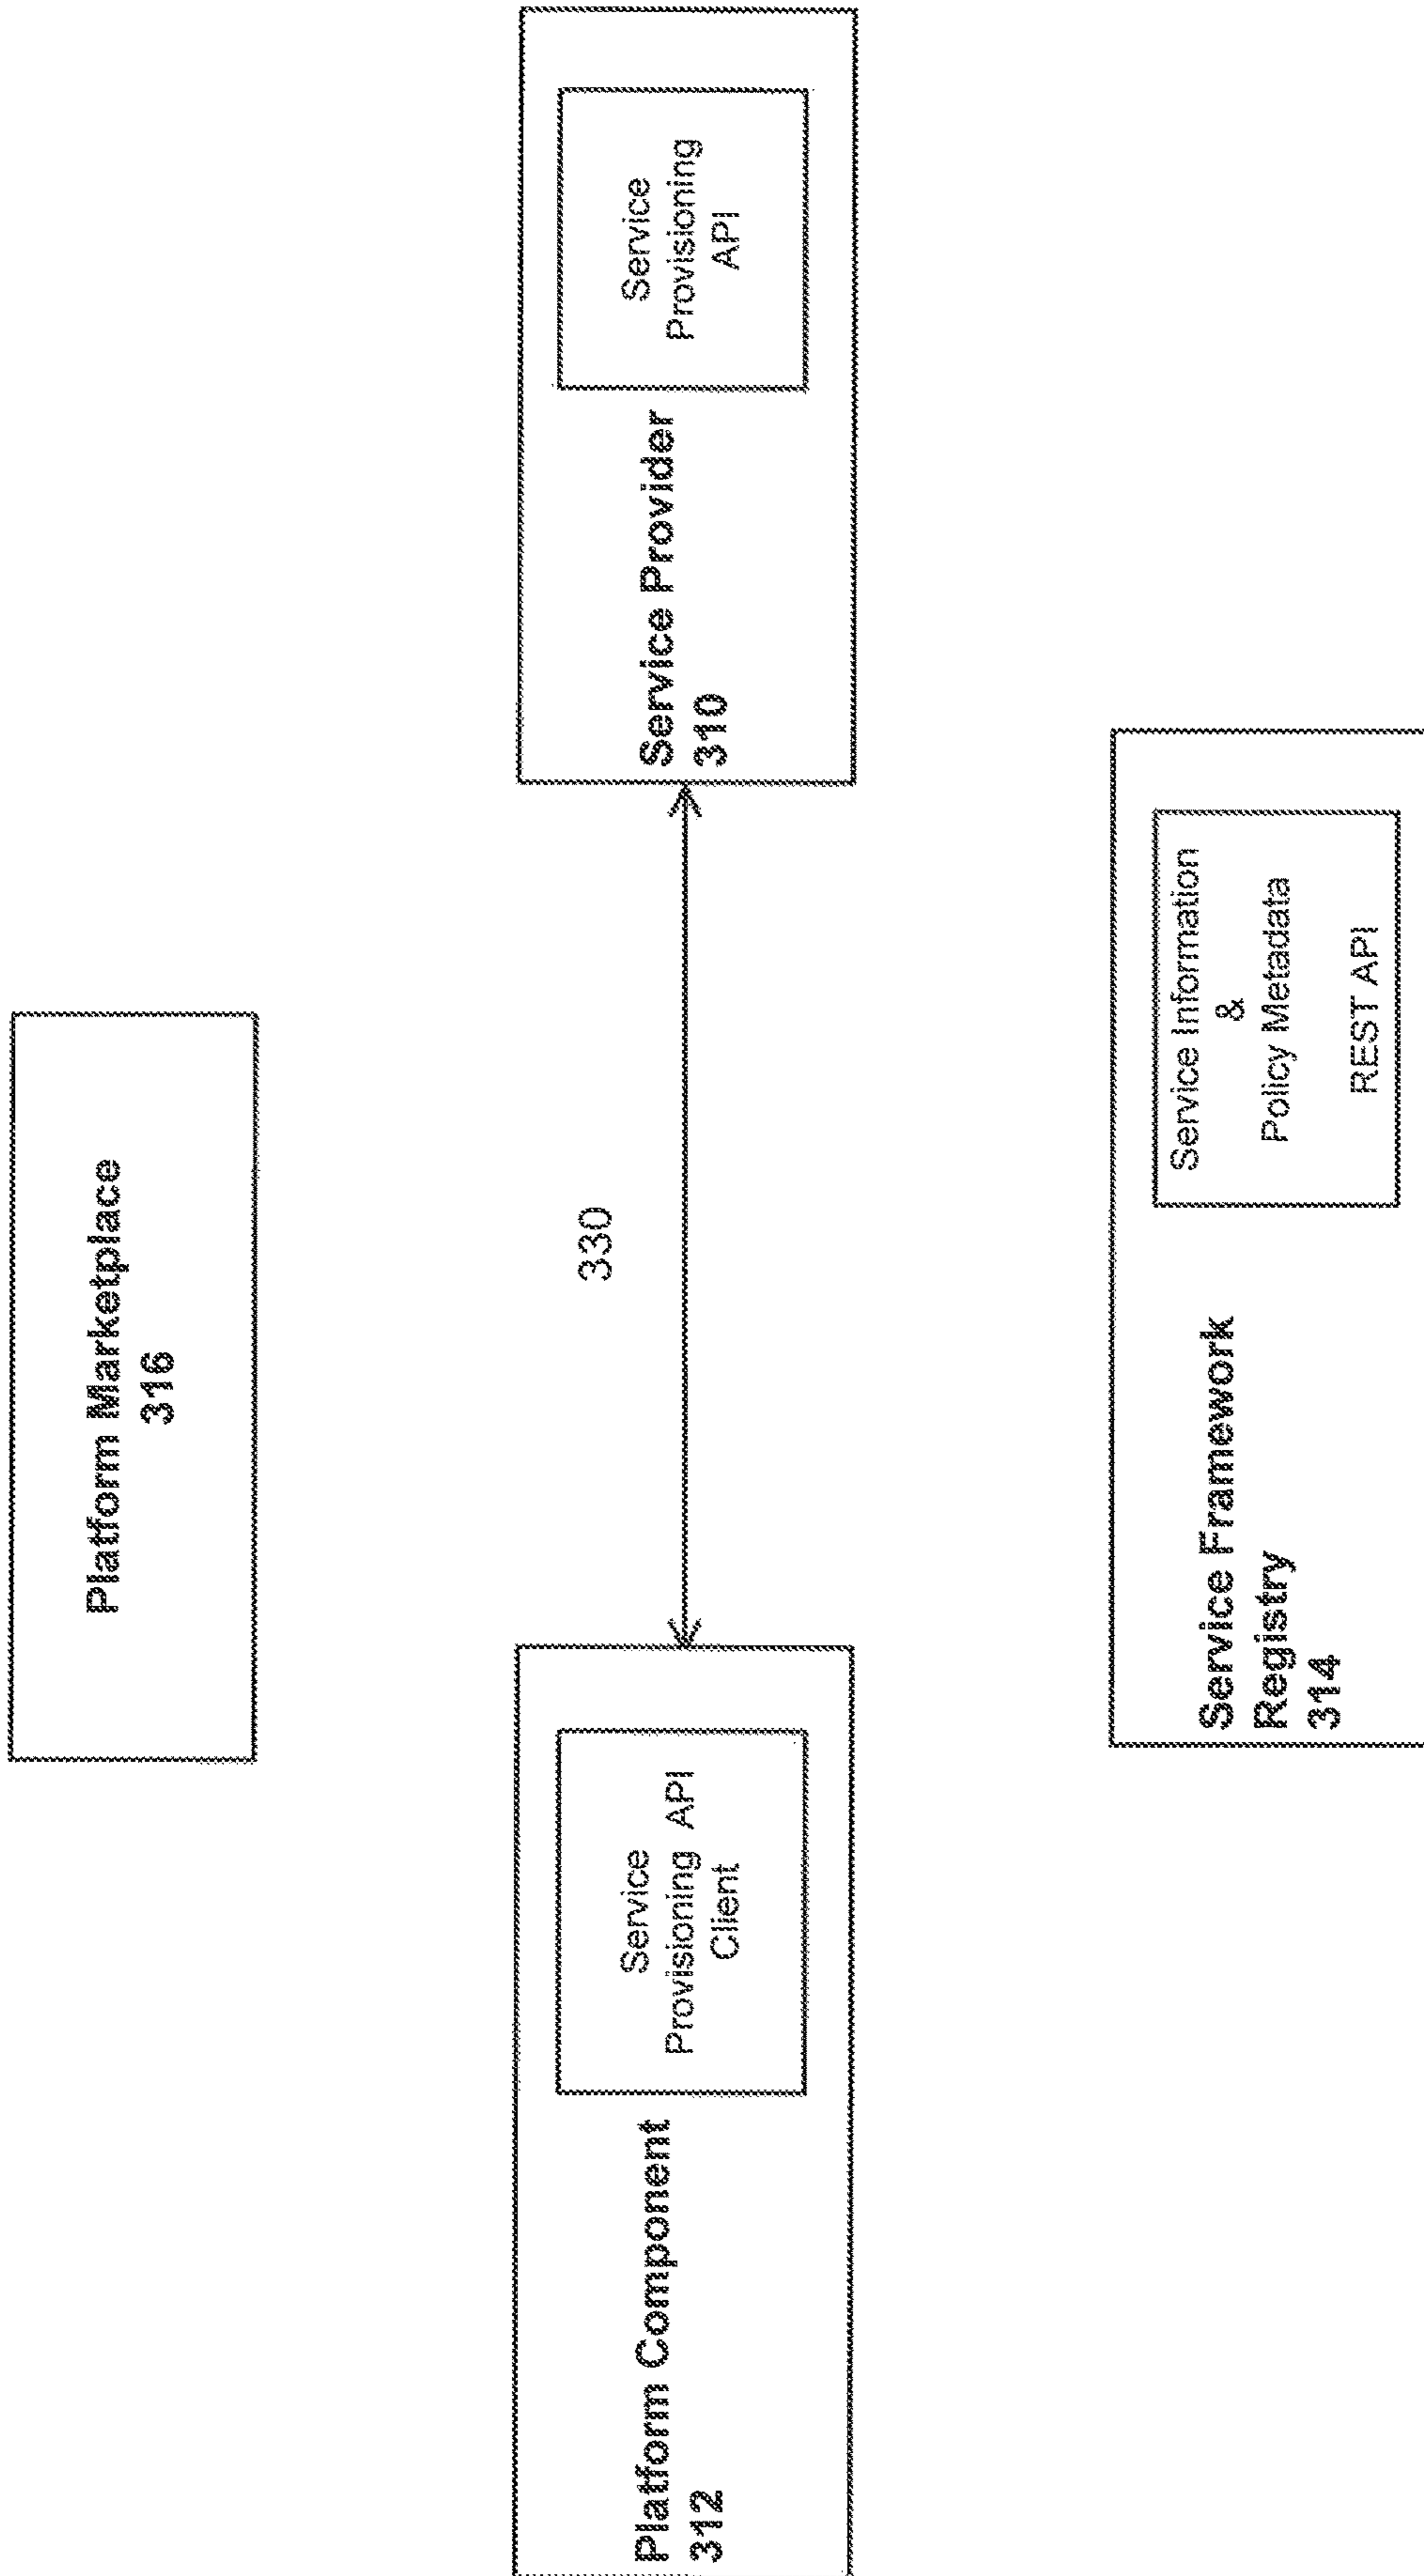 Platform Marketplace
316
Platform Component
312
Service
Provisioning API
Client
330
Service Provider
310
Service
Provisioning
API
Service Framework
Registry
314
Service Information
&
Policy Metadata
REST API